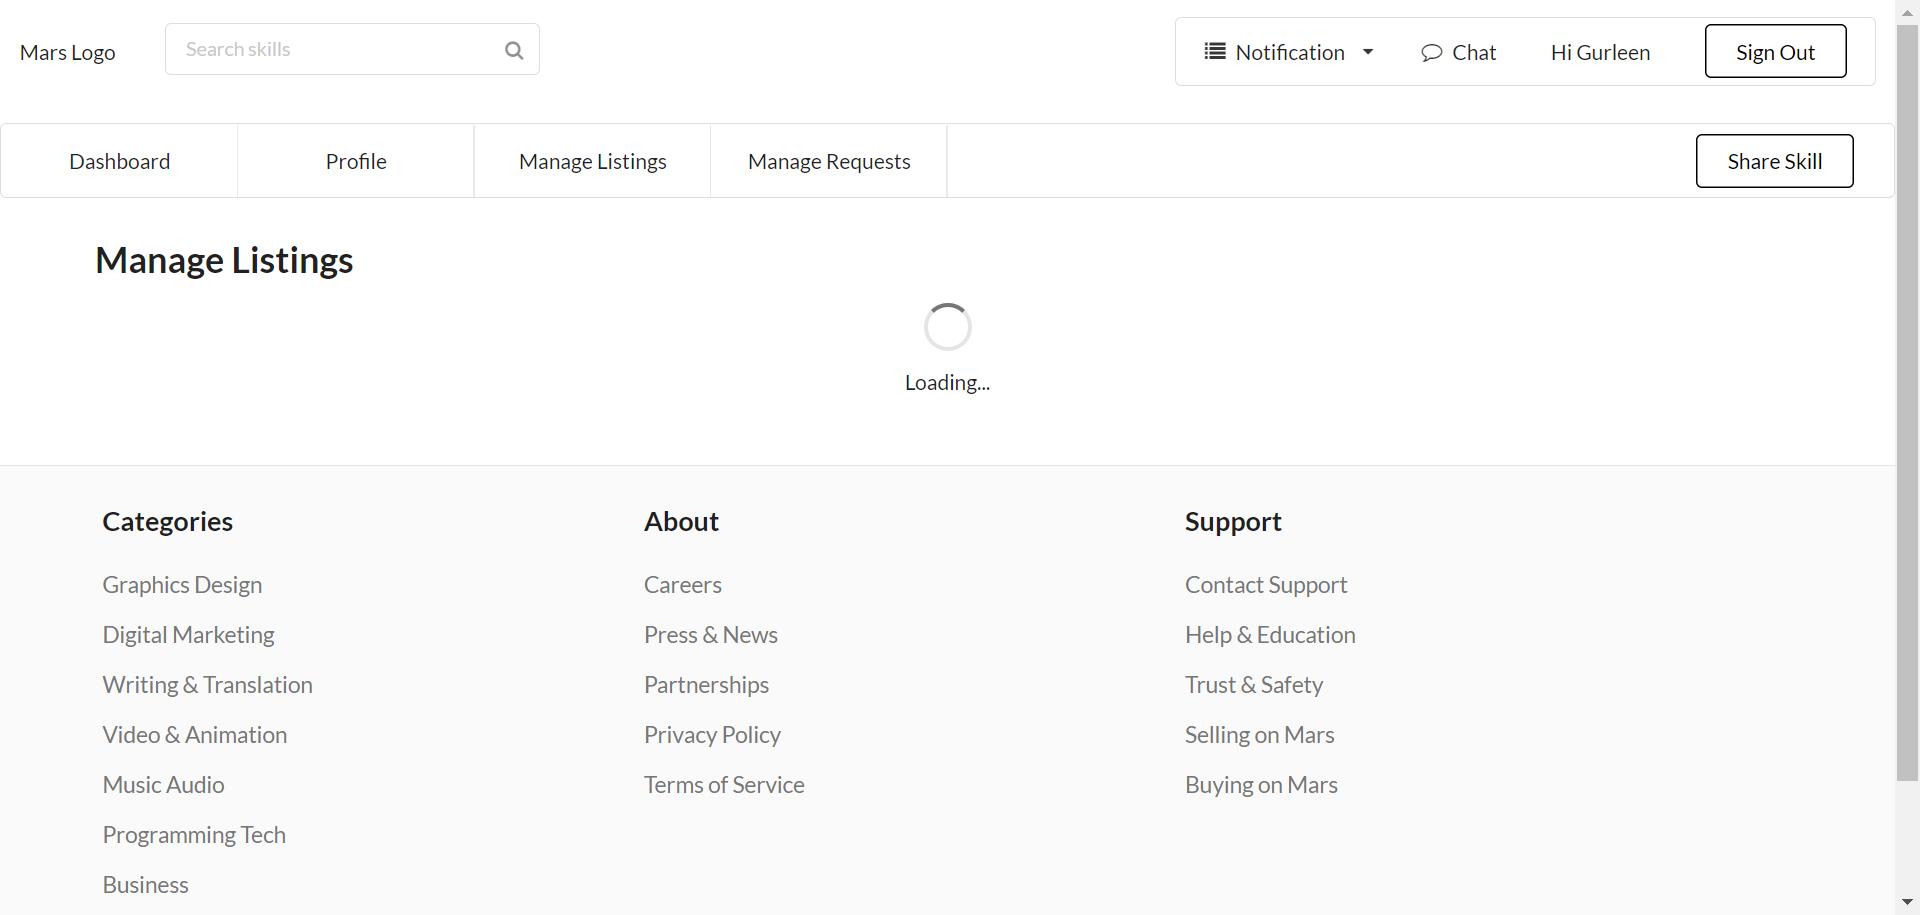 Mars Logo
Search skills
Notification
Chat
Hi Gurleen
Sign Out
Dashboard
Profile
Manage Listings
Manage Requests
Share Skill
Manage Listings
Loading...
Categories
Graphics Design
Digital Marketing
Writing & Translation
Video & Animation
Music Audio
Programming Tech
Business
About
Careers
Press & News
Partnerships
Privacy Policy
Terms of Service
Support
Contact Support
Help & Education
Trust & Safety
Selling on Mars
Buying on Mars